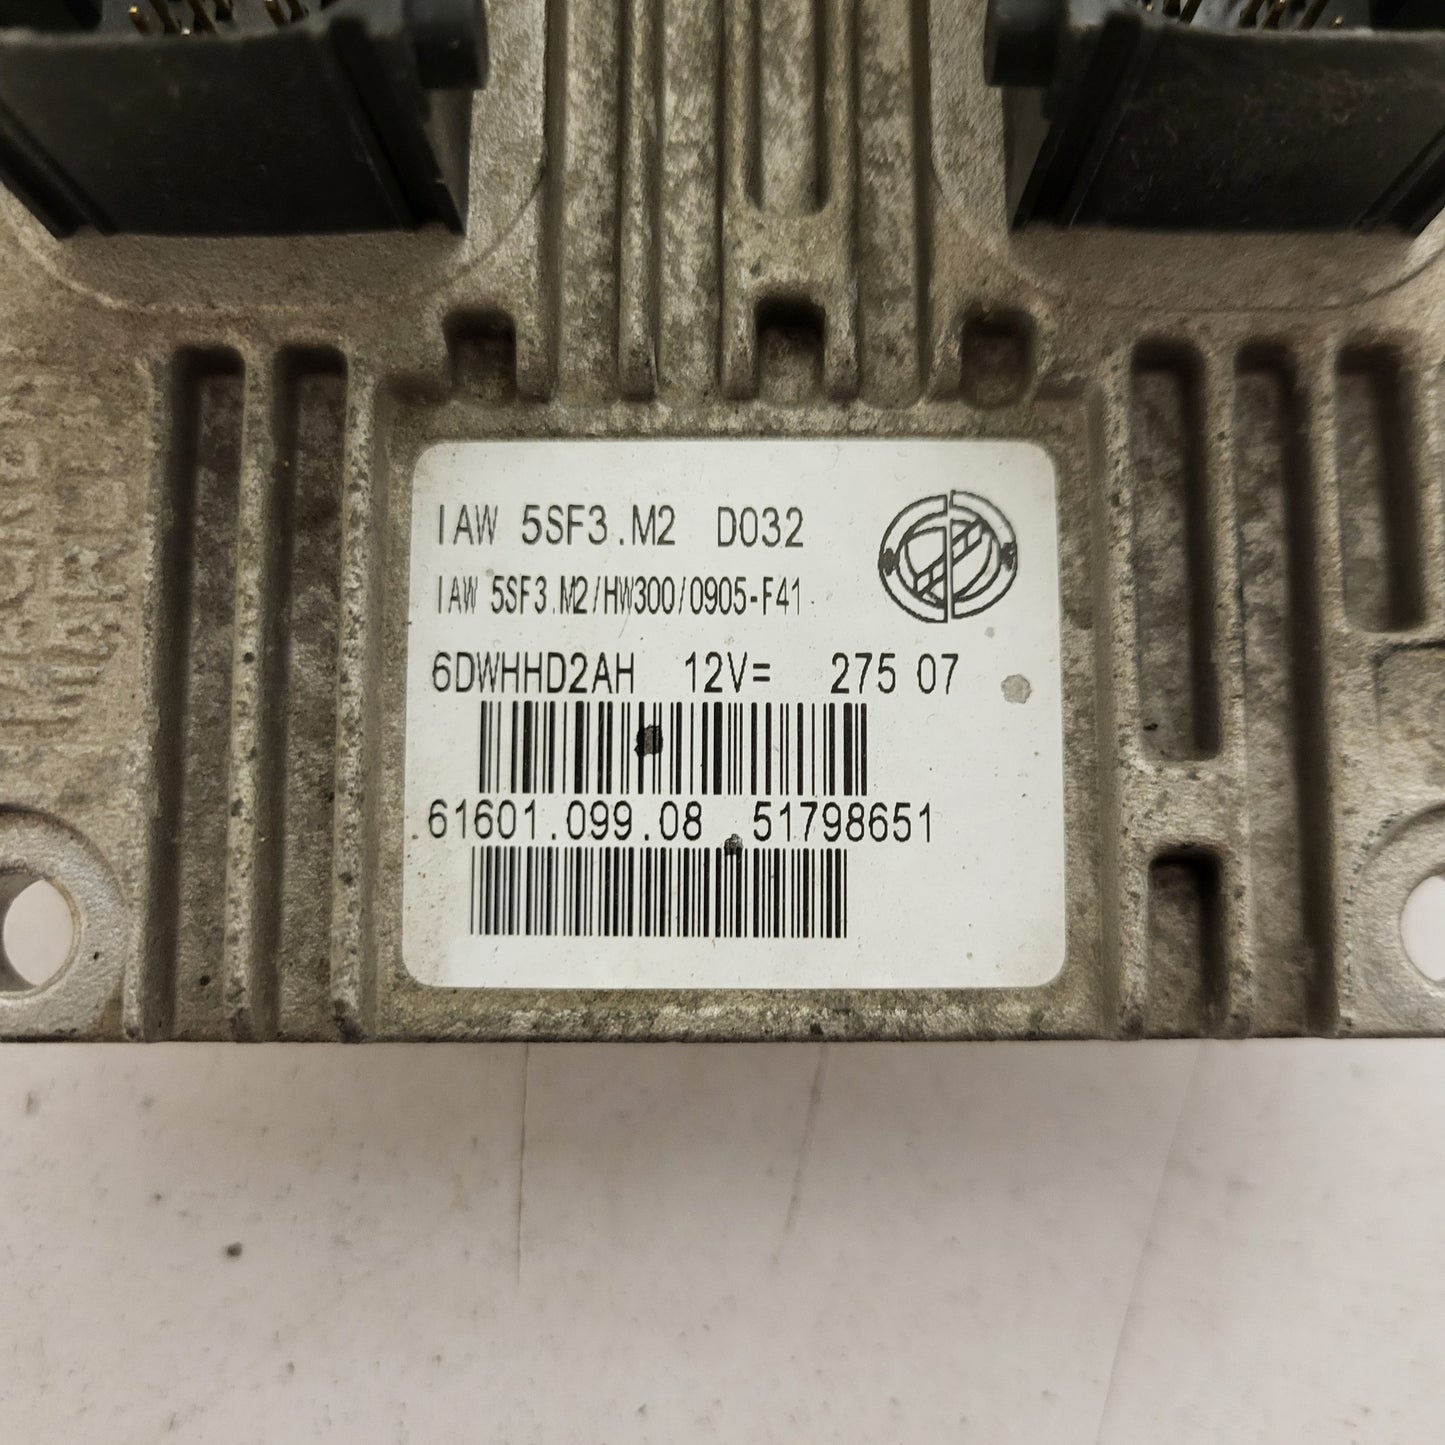 IAW 5SF3.M2 D032
IAW 5SF3.M2/HW300/0905-F41
6DWHHD2AH 12V= 275 07
61601.099.08 51798651